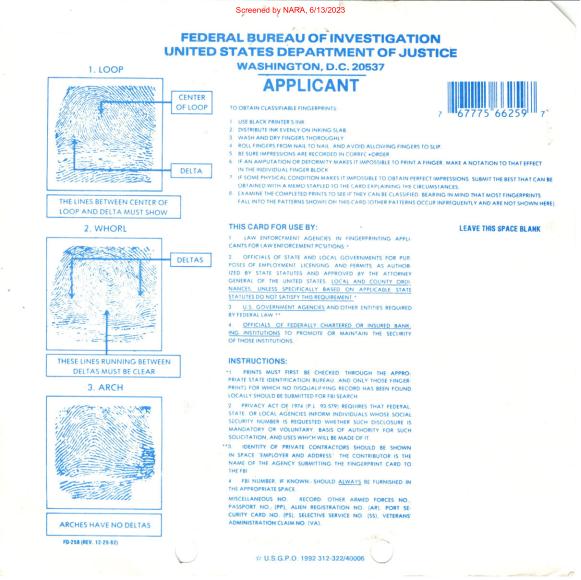 Screened by NARA, 6/13/2023
FEDERAL BUREAU OF INVESTIGATION
UNITED STATES DEPARTMENT OF JUSTICE
WASHINGTON, D.C. 20537
APPLICANT
1. LOOP
CENTER
OF LOOP
DELTA
THE LINES BETWEEN CENTER OF
LOOP AND DELTA MUST SHOW
2. WHORL
DELTAS
THESE LINES RUNNING BETWEEN
DELTAS MUST BE CLEAR
3. ARCH
ARCHES HAVE NO DELTAS
FD-258 (REV. 12-29-82)
7 67775 66259 7
TO OBTAIN CLASSIFIABLE FINGERPRINTS:
1 USE BLACK PRINTER'S INK
2 DISTRIBUTE INK EVENLY ON INKING SLAB
3 WASH AND DRY FINGERS THOROUGHLY
4 ROLL FINGERS FROM NAIL TO NAIL, AND AVOID ALLOWING FINGERS TO SLIP
5 BE SURE IMPRESSIONS ARE RECORDED IN CORRECT ORDER
6 IF AN AMPUTATION OR DEFORMITY MAKES IT IMPOSSIBLE TO PRINT A FINGER, MAKE A NOTATION TO THAT EFFECT
IN THE INDIVIDUAL FINGER BLOCK
7 IF SOME PHYSICAL CONDITION MAKES IT IMPOSSIBLE TO OBTAIN PERFECT IMPRESSIONS, SUBMIT THE BEST THAT CAN BE
OBTAINED WITH A MEMO STAPLED TO THE CARD EXPLAINING THE CIRCUMSTANCES.
8 EXAMINE THE COMPLETED PRINTS TO SEE IF THEY CAN BE CLASSIFIED, BEARING IN MIND THAT MOST FINGERPRINTS
FALL INTO THE PATTERNS SHOWN ON THIS CARD (OTHER PATTERNS OCCUR INFREQUENTLY AND ARE NOT SHOWN HERE)
THIS CARD FOR USE BY:
LEAVE THIS SPACE BLANK
1 LAW ENFORCEMENT AGENCIES IN FINGERPRINTING APPLI-
CANTS FOR LAW ENFORCEMENT POSITIONS *
2. OFFICIALS OF STATE AND LOCAL GOVERNMENTS FOR PUR-
POSES OF EMPLOYMENT, LICENSING, AND PERMITS, AS AUTHOR-
IZED BY STATE STATUTES AND APPROVED BY THE ATTORNEY
GENERAL OF THE UNITED STATES. LOCAL AND COUNTY ORDI-
NANCES, UNLESS SPECIFICALLY BASED ON APPLICABLE STATE
STATUTES DO NOT SATISFY THIS REQUIREMENT *
3 U.S. GOVERNMENT AGENCIES AND OTHER ENTITIES REQUIRED
BY FEDERAL LAW **
4. OFFICIALS OF FEDERALLY CHARTERED OR INSURED BANK-
ING INSTITUTIONS TO PROMOTE OR MAINTAIN THE SECURITY
OF THOSE INSTITUTIONS.
INSTRUCTIONS:
*1 PRINTS MUST FIRST BE CHECKED THROUGH THE APPRO-
PRIATE STATE IDENTIFICATION BUREAU, AND ONLY THOSE FINGER-
PRINTS FOR WHICH NO DISQUALIFYING RECORD HAS BEEN FOUND
LOCALLY SHOULD BE SUBMITTED FOR FBI SEARCH
2 PRIVACY ACT OF 1974 (P.L. 93-579) REQUIRES THAT FEDERAL,
STATE, OR LOCAL AGENCIES INFORM INDIVIDUALS WHOSE SOCIAL
SECURITY NUMBER IS REQUESTED WHETHER SUCH DISCLOSURE IS
MANDATORY OR VOLUNTARY, BASIS OF AUTHORITY FOR SUCH
SOLICITATION, AND USES WHICH WILL BE MADE OF IT
**3 IDENTITY OF PRIVATE CONTRACTORS SHOULD BE SHOWN
IN SPACE "EMPLOYER AND ADDRESS" THE CONTRIBUTOR IS THE
NAME OF THE AGENCY SUBMITTING THE FINGERPRINT CARD TO
THE FBI
4 FBI NUMBER, IF KNOWN, SHOULD ALWAYS BE FURNISHED IN
THE APPROPRIATE SPACE
MISCELLANEOUS NO. RECORD OTHER ARMED FORCES NO.,
PASSPORT NO. (PP), ALIEN REGISTRATION NO. (AR), PORT SE-
CURITY CARD NO. (PS), SELECTIVE SERVICE NO. (SS), VETERANS'
ADMINISTRATION CLAIM NO. (VA).
☆ U.S.G.P.O. 1992 312-322/40006